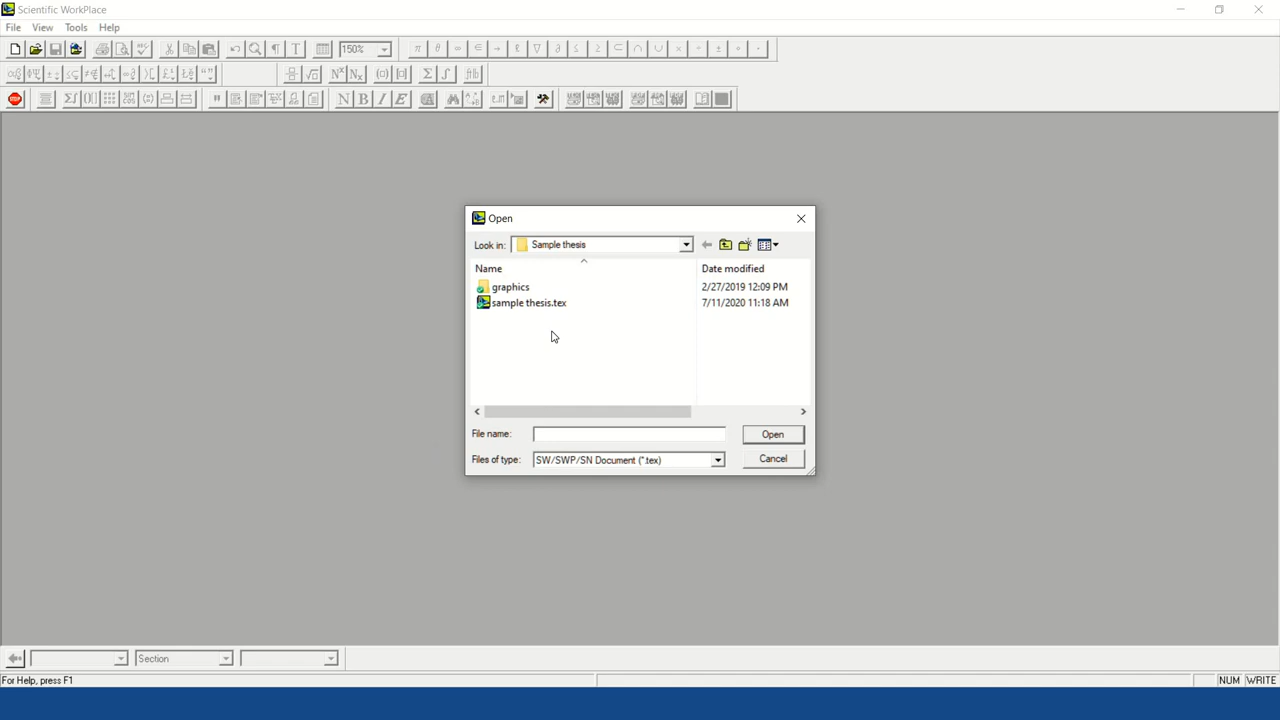 Scientific WorkPlace
File View Tools Help
150%
Open
Look in: Sample thesis
Name Date modified
graphics 2/27/2019 12:09 PM
sample thesis.tex 7/11/2020 11:18 AM
File name: Open
Files of type: SW/SWP/SN Document (*.tex) Cancel
Section
For Help, press F1 NUM WRITE